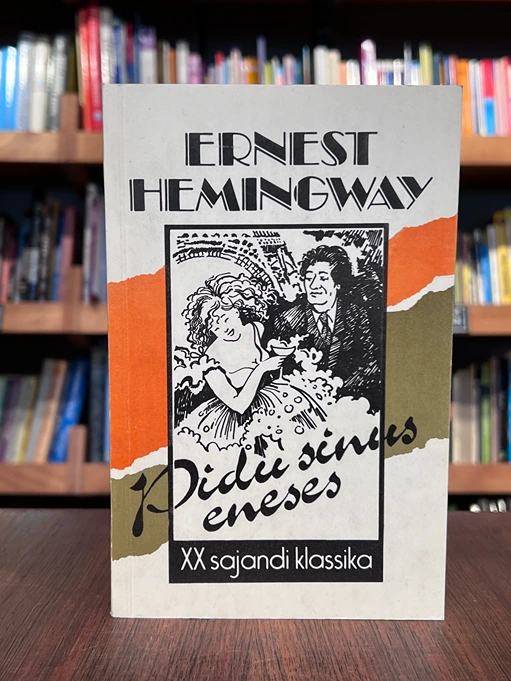 ERNEST
HEMINGWAY
Pidu sinus
eneses
XX sajandi klassika